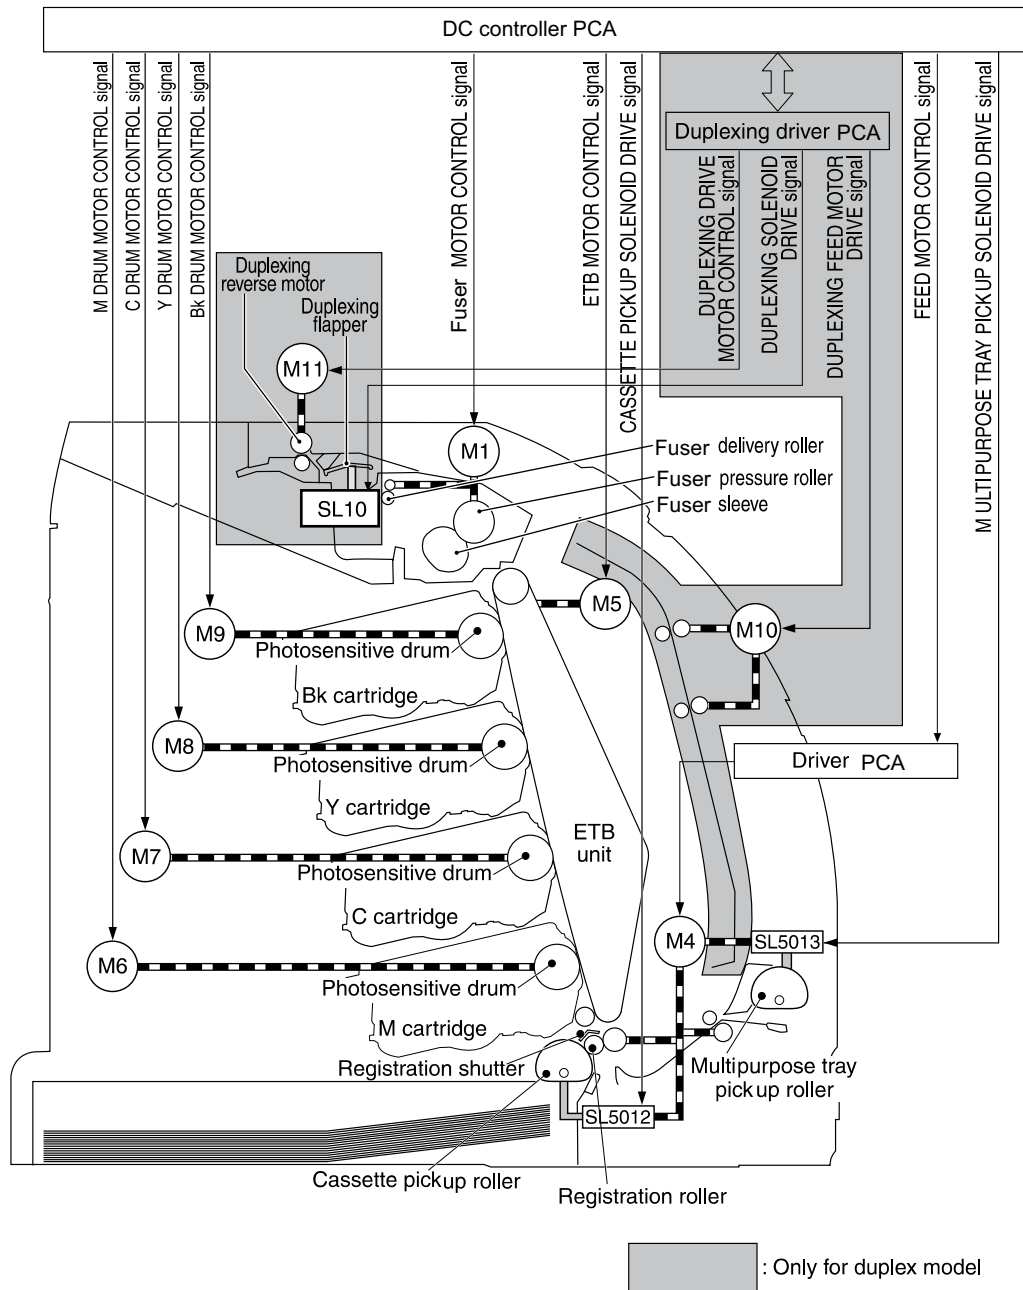 DC controller PCA
M DRUM MOTOR CONTROL signal
C DRUM MOTOR CONTROL signal
Y DRUM MOTOR CONTROL signal
Bk DRUM MOTOR CONTROL signal
Fuser MOTOR CONTROL signal
ETB MOTOR CONTROL signal
CASSETTE PICKUP SOLENOID DRIVE signal
Duplexing driver PCA
DUPLEXING DRIVE
MOTOR CONTROL signal
DUPLEXING SOLENOID
DRIVE signal
DUPLEXING FEED MOTOR
DRIVE signal
FEED MOTOR CONTROL signal
M ULTIPURPOSE TRAY PICKUP SOLENOID DRIVE signal
Duplexing
reverse motor
Duplexing
flapper
M11
M1
Fuser delivery roller
Fuser pressure roller
Fuser sleeve
SL10
M5
M10
M9
Photosensitive drum
Bk cartridge
M8
Photosensitive drum
Y cartridge
Driver PCA
ETB
unit
M7
Photosensitive drum
C cartridge
M4
SL5013
M6
Photosensitive drum
M cartridge
Registration shutter
Multipurpose tray
pickup roller
SL5012
Cassette pickup roller
Registration roller
: Only for duplex model